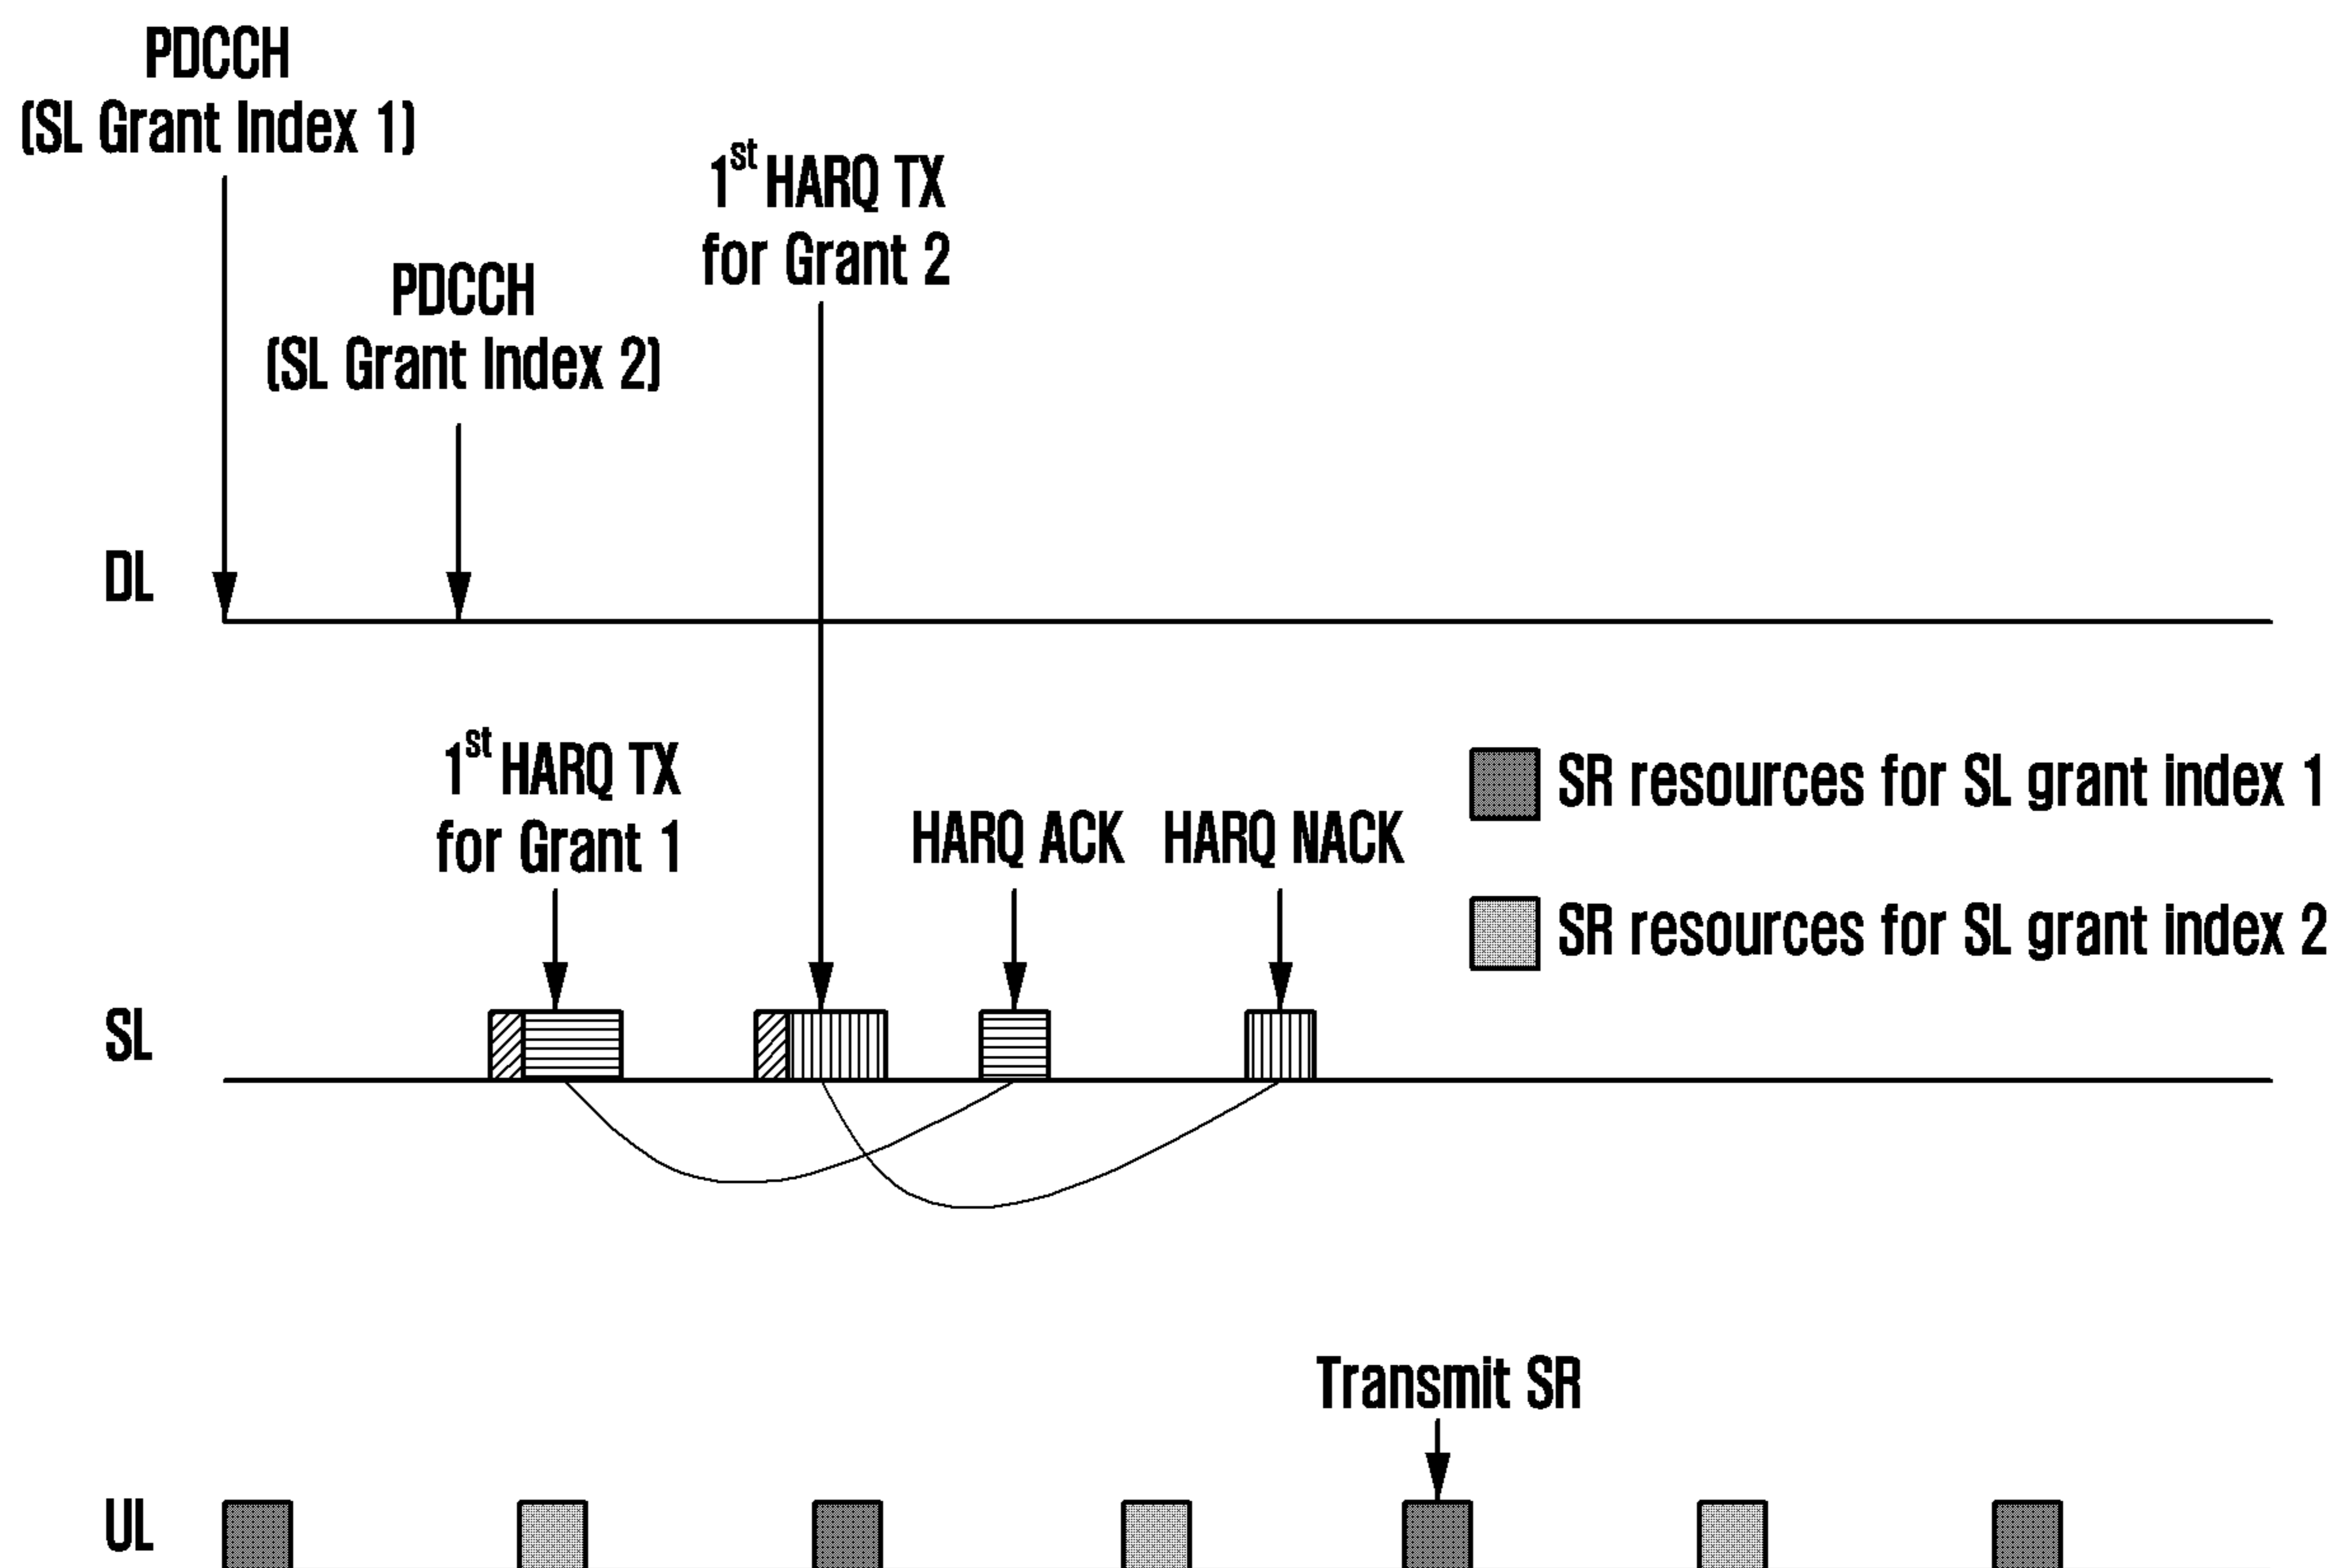 PDCCH
(SL Grant Index 1)
1st HARQ TX
for Grant 2
PDCCH
(SL Grant Index 2)
DL
1st HARQ TX
for Grant 1
HARQ ACK
HARQ NACK
SR resources for SL grant index 1
SR resources for SL grant index 2
SL
Transmit SR
UL